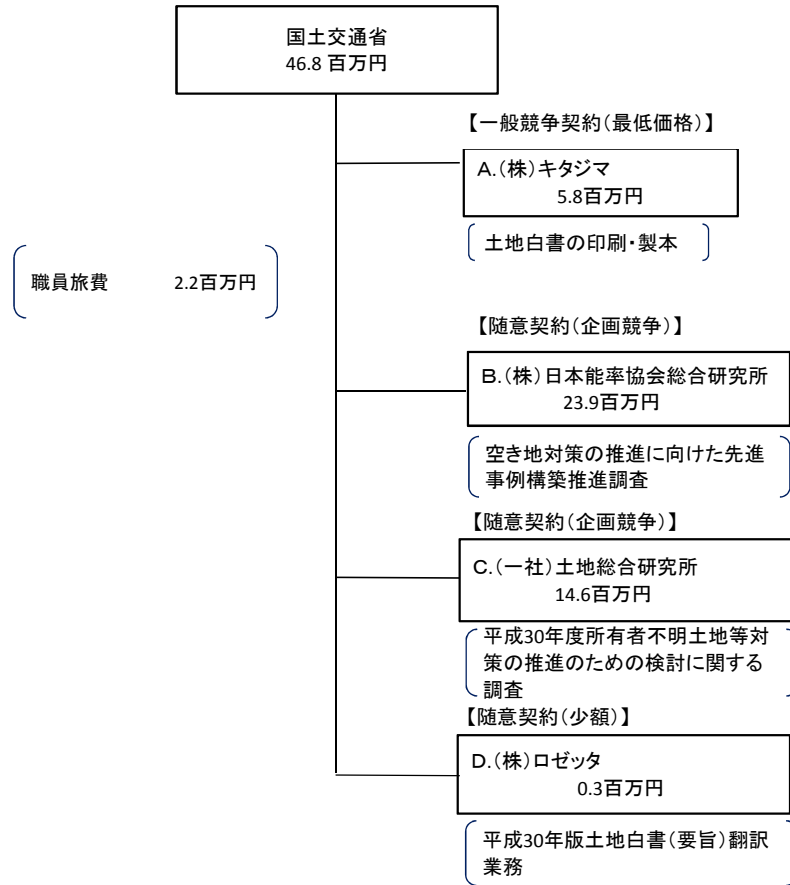 国土交通省
46.8 百万円
【一般競争契約(最低価格)】
A.(株)キタジマ
5.8百万円
土地白書の印刷・製本
職員旅費 2.2百万円
【随意契約(企画競争)】
B.(株)日本能率協会総合研究所
23.9百万円
空き地対策の推進に向けた先進
事例構築推進調査
【随意契約(企画競争)】
C.(一社)土地総合研究所
14.6百万円
平成30年度所有者不明土地等対
策の推進のための検討に関する
調査
【随意契約(少額)】
D.(株)ロゼッタ
0.3百万円
平成30年版土地白書(要旨)翻訳
業務